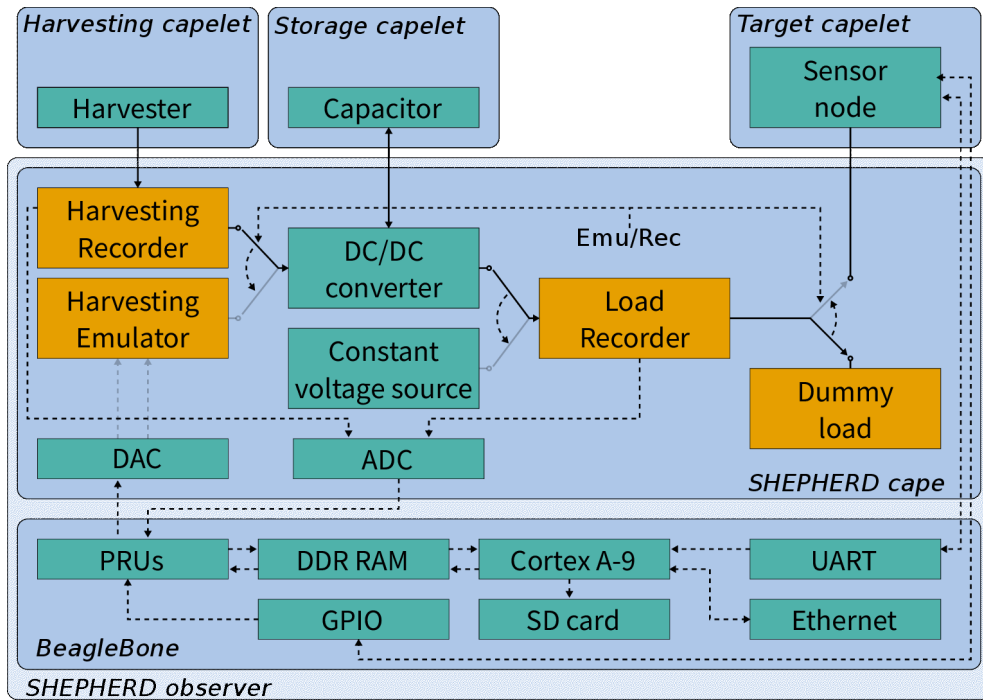 Harvesting capelet
Storage capelet
Target capelet
Harvester
Capacitor
Sensor
node
Harvesting
Recorder
Emu/Rec
DC/DC
converter
Harvesting
Emulator
Load
Recorder
Constant
voltage source
Dummy
load
DAC
ADC
SHEPHERD cape
PRUs
DDR RAM
Cortex A-9
UART
GPIO
SD card
Ethernet
BeagleBone
SHEPHERD observer